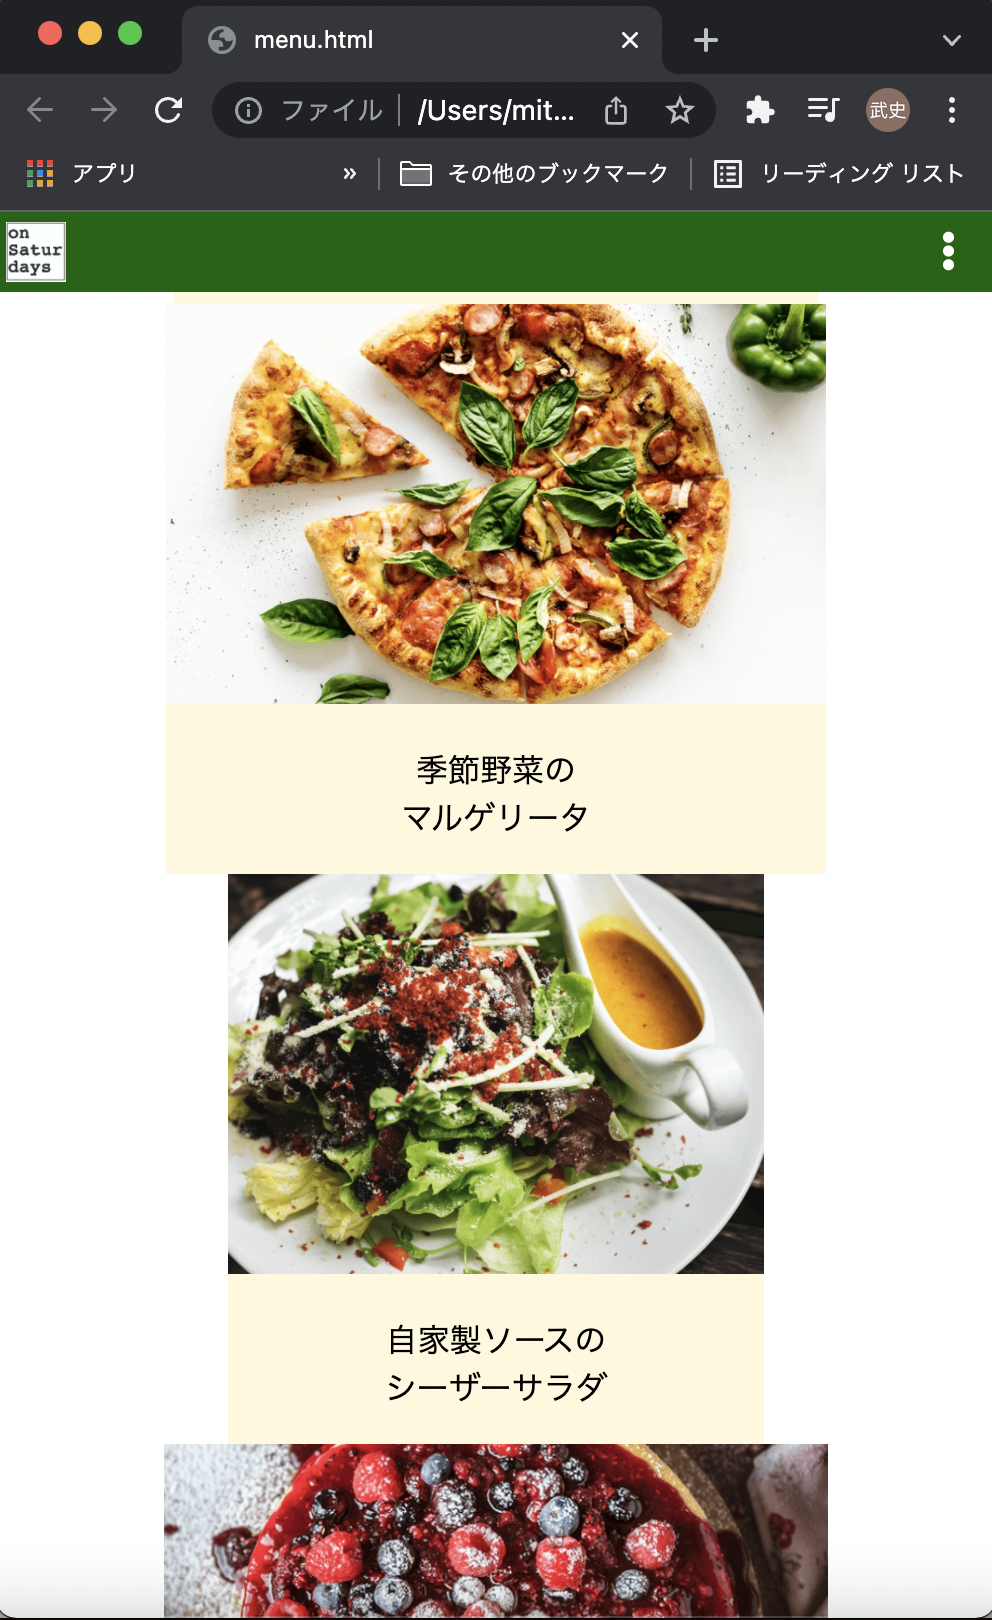 menu.html
ファイル
/Users/mit...
武史
アプリ
»
その他のブックマーク
リーディング リスト
on
Satur
days
季節野菜の
マルゲリータ
自家製ソースの
シーザーサラダ